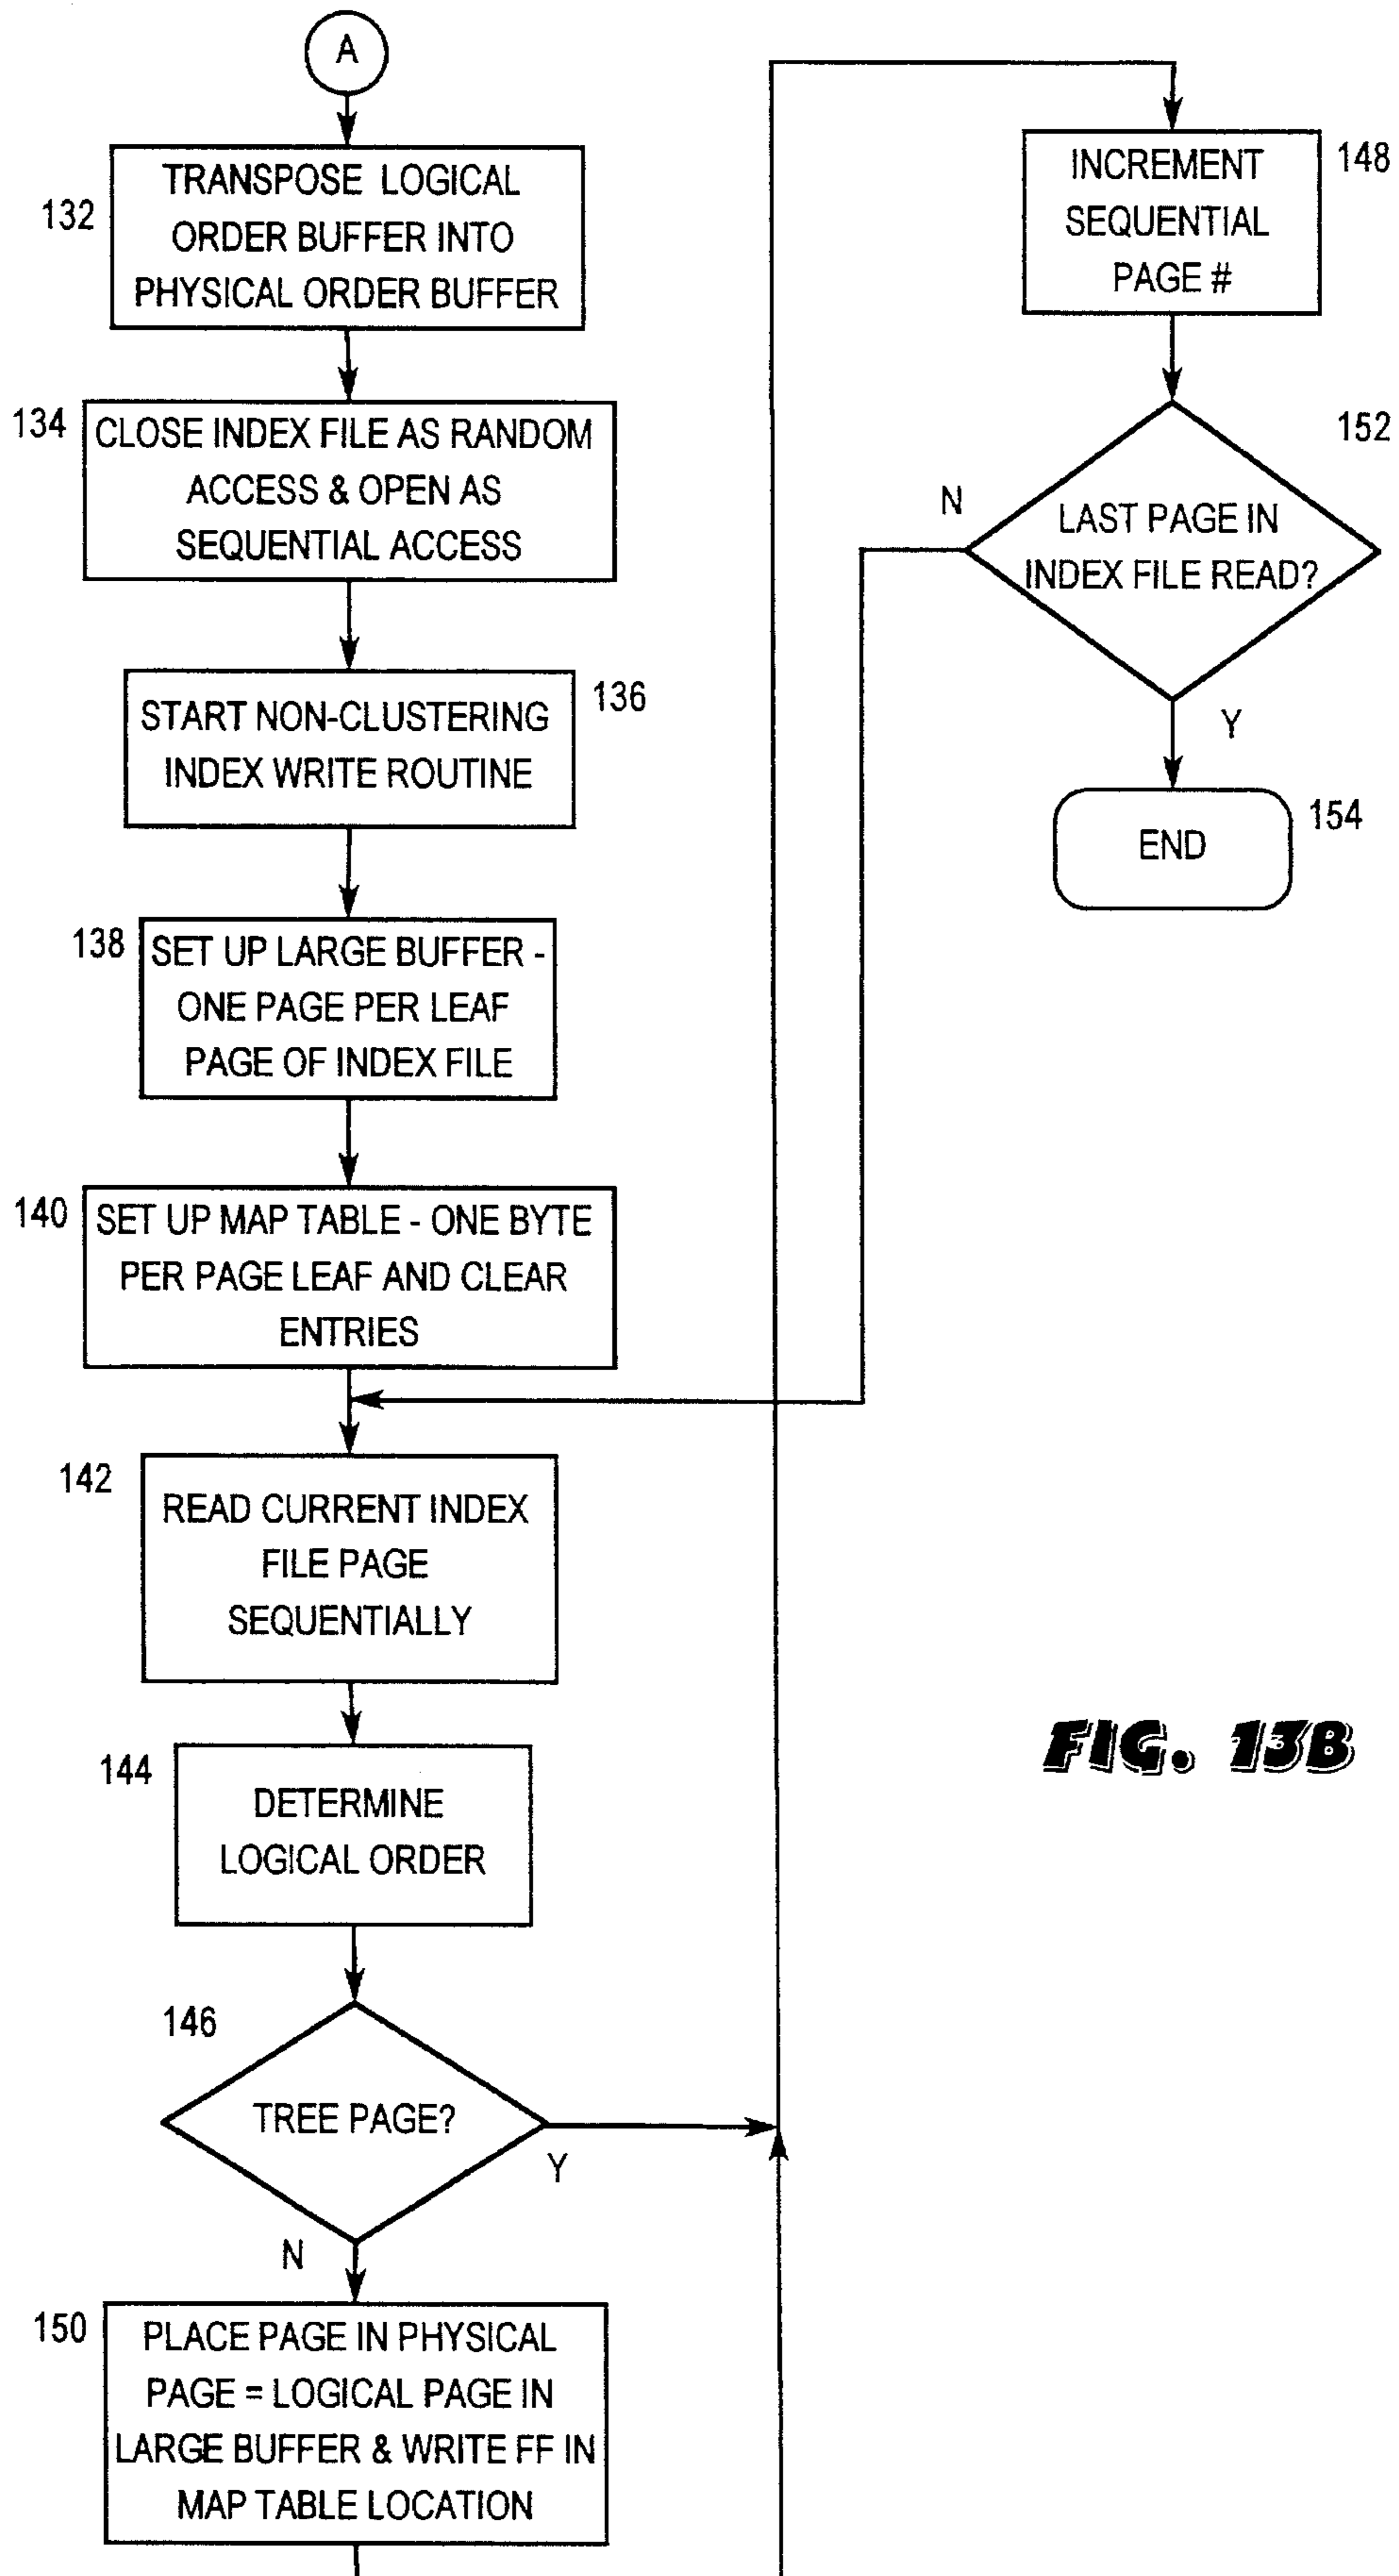 A
132
TRANSPOSE LOGICAL
ORDER BUFFER INTO
PHYSICAL ORDER BUFFER
134
CLOSE INDEX FILE AS RANDOM
ACCESS & OPEN AS
SEQUENTIAL ACCESS
136
START NON-CLUSTERING
INDEX WRITE ROUTINE
138
SET UP LARGE BUFFER -
ONE PAGE PER LEAF
PAGE OF INDEX FILE
140
SET UP MAP TABLE - ONE BYTE
PER PAGE LEAF AND CLEAR
ENTRIES
142
READ CURRENT INDEX
FILE PAGE
SEQUENTIALLY
144
DETERMINE
LOGICAL ORDER
146
TREE PAGE?
Y
N
150
PLACE PAGE IN PHYSICAL
PAGE = LOGICAL PAGE IN
LARGE BUFFER & WRITE FF IN
MAP TABLE LOCATION
148
INCREMENT
SEQUENTIAL
PAGE #
152
N
LAST PAGE IN
INDEX FILE READ?
Y
154
END
FIG. 13B